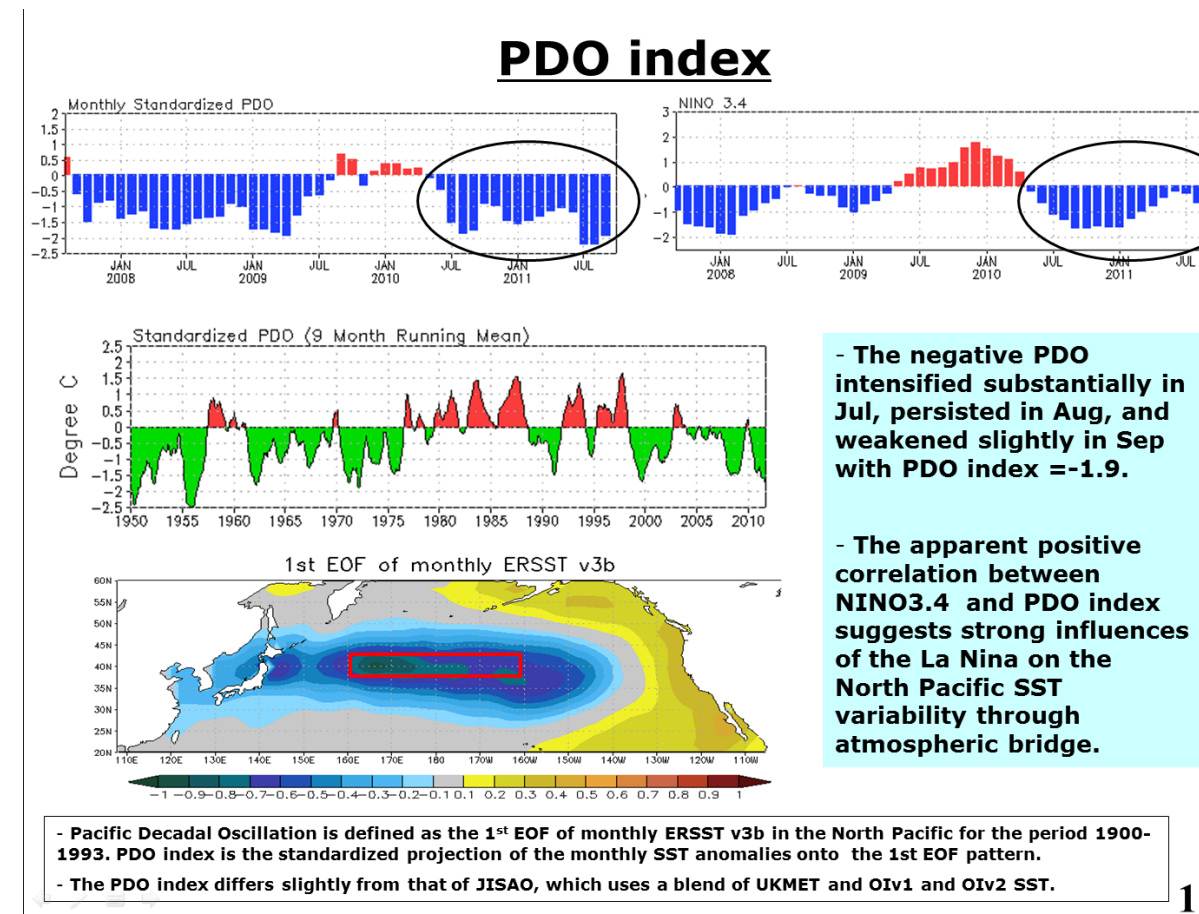 PDO index
Monthly Standardized PDO
2
1.5
1
0.5
0
-0.5
-1
-1.5
-2
-2.5
JAN JUL JAN JUL JAN JUL JAN JUL
2008 2009 2010 2011
NINO 3.4
3
2
1
0
-1
-2
JAN JUL JAN JUL JAN JUL JAN JUL
2008 2009 2010 2011
Standardized PDO (9 Month Running Mean)
Degree C
2.5
2
1.5
1
0.5
0
-0.5
-1
-1.5
-2
-2.5
1950 1955 1960 1965 1970 1975 1980 1985 1990 1995 2000 2005 2010
- The negative PDO
intensified substantially in
Jul, persisted in Aug, and
weakened slightly in Sep
with PDO index =-1.9.
- The apparent positive
correlation between
NINO3.4 and PDO index
suggests strong influences
of the La Nina on the
North Pacific SST
variability through
atmospheric bridge.
1st EOF of monthly ERSST v3b
60N
55N
50N
45N
40N
35N
30N
25N
20N
110E 120E 130E 140E 150E 160E 170E 180 170W 160W 150W 140W 130W 120W 110W
-1 -0.9 -0.8 -0.7 -0.6 -0.5 -0.4 -0.3 -0.2 -0.1 0.1 0.2 0.3 0.4 0.5 0.6 0.7 0.8 0.9 1
- Pacific Decadal Oscillation is defined as the 1st EOF of monthly ERSST v3b in the North Pacific for the period 1900-
1993. PDO index is the standardized projection of the monthly SST anomalies onto the 1st EOF pattern.
- The PDO index differs slightly from that of JISAO, which uses a blend of UKMET and OIv1 and OIv2 SST.
1